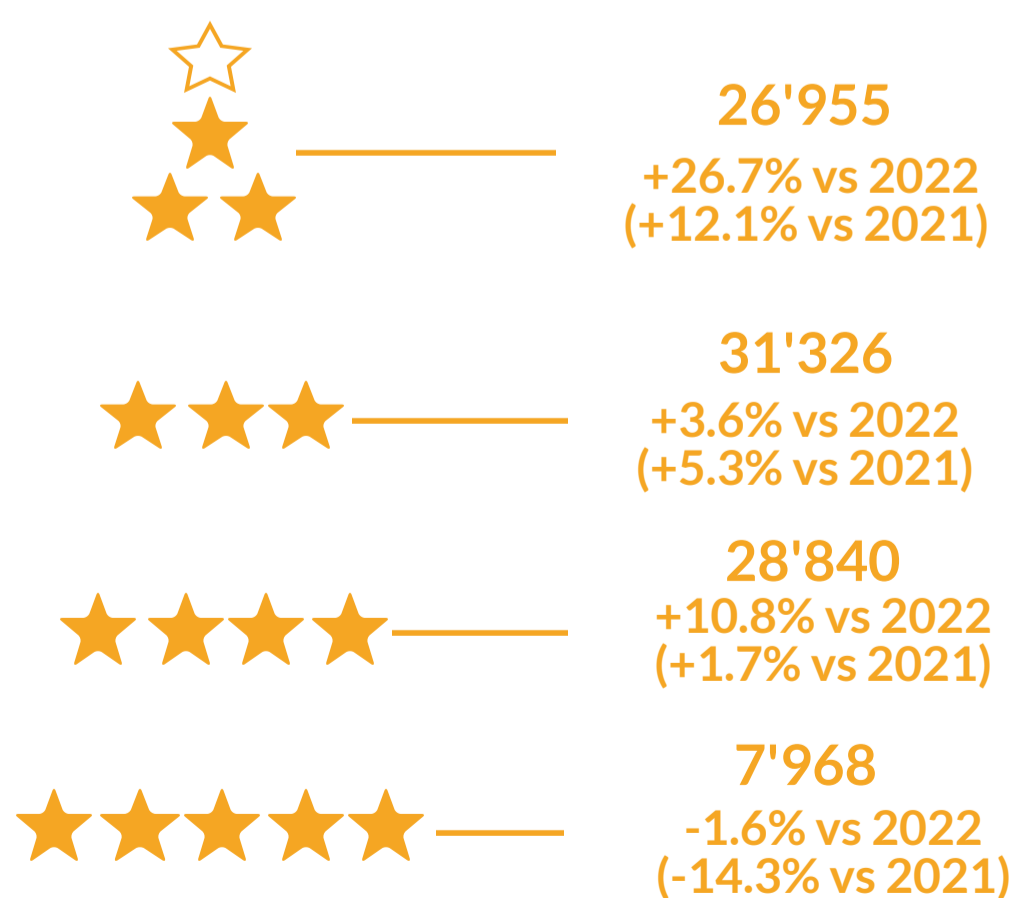 26'955
+26.7% vs 2022
(+12.1% vs 2021)
31'326
+3.6% vs 2022
(+5.3% vs 2021)
28'840
+10.8% vs 2022
(+1.7% vs 2021)
7'968
-1.6% vs 2022
(-14.3% vs 2021)